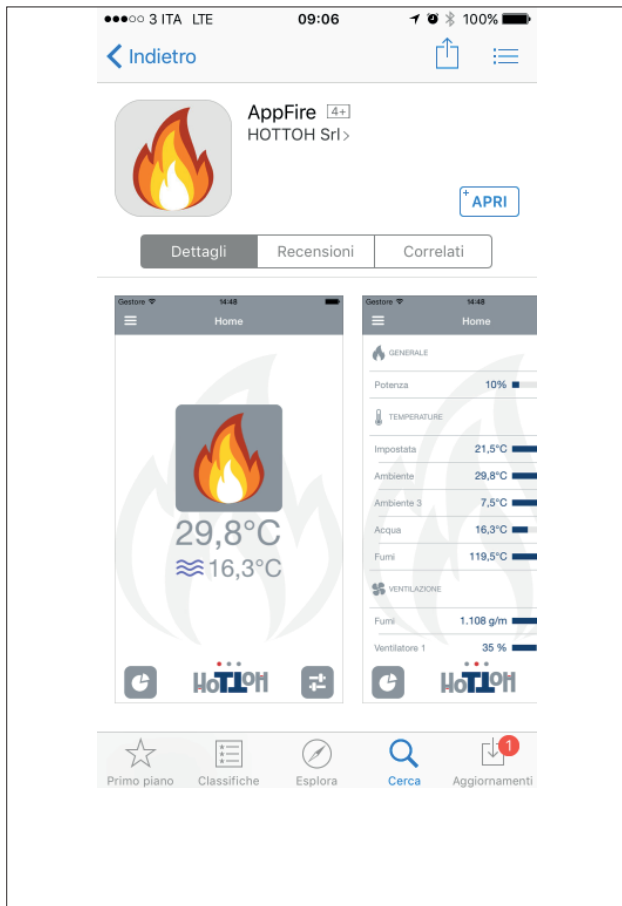 3 ITA LTE 09:06 100%
Indietro
AppFire 4+
HOTTOH Srl
+ APRI
Dettagli Recensioni Correlati
Gestore 14:48
Home
29,8°C
16,3°C
HOTTOH
Gestore 14:48
Home
GENERALE
Potenza 10%
TEMPERATURE
Impostata 21,5°C
Ambiente 29,8°C
Ambiente 3 7,5°C
Acqua 16,3°C
Fumi 119,5°C
VENTILAZIONE
Fumi 1.108 g/m
Ventilatore 1 35 %
HOTTOH
1
Primo piano Classifiche Esplora Cerca Aggiornamenti